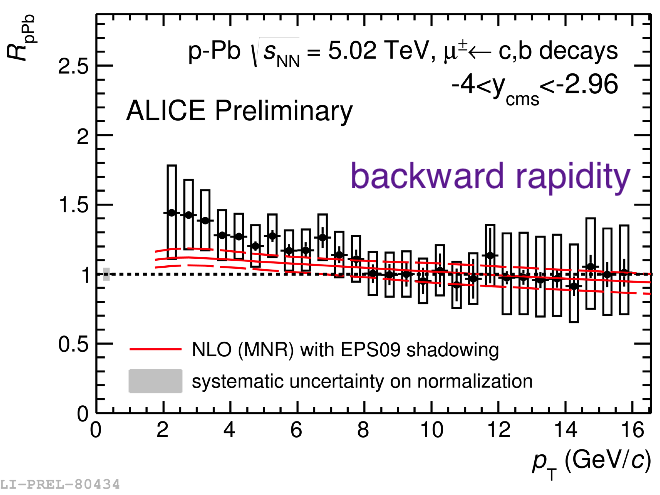 R_pPb
p-Pb √s_NN = 5.02 TeV, μ± ← c,b decays
-4<y_cms<-2.96
ALICE Preliminary
backward rapidity
2.5
2
1.5
1
0.5
0
NLO (MNR) with EPS09 shadowing
systematic uncertainty on normalization
0 2 4 6 8 10 12 14 16
p_T (GeV/c)
LI-PREL-80434